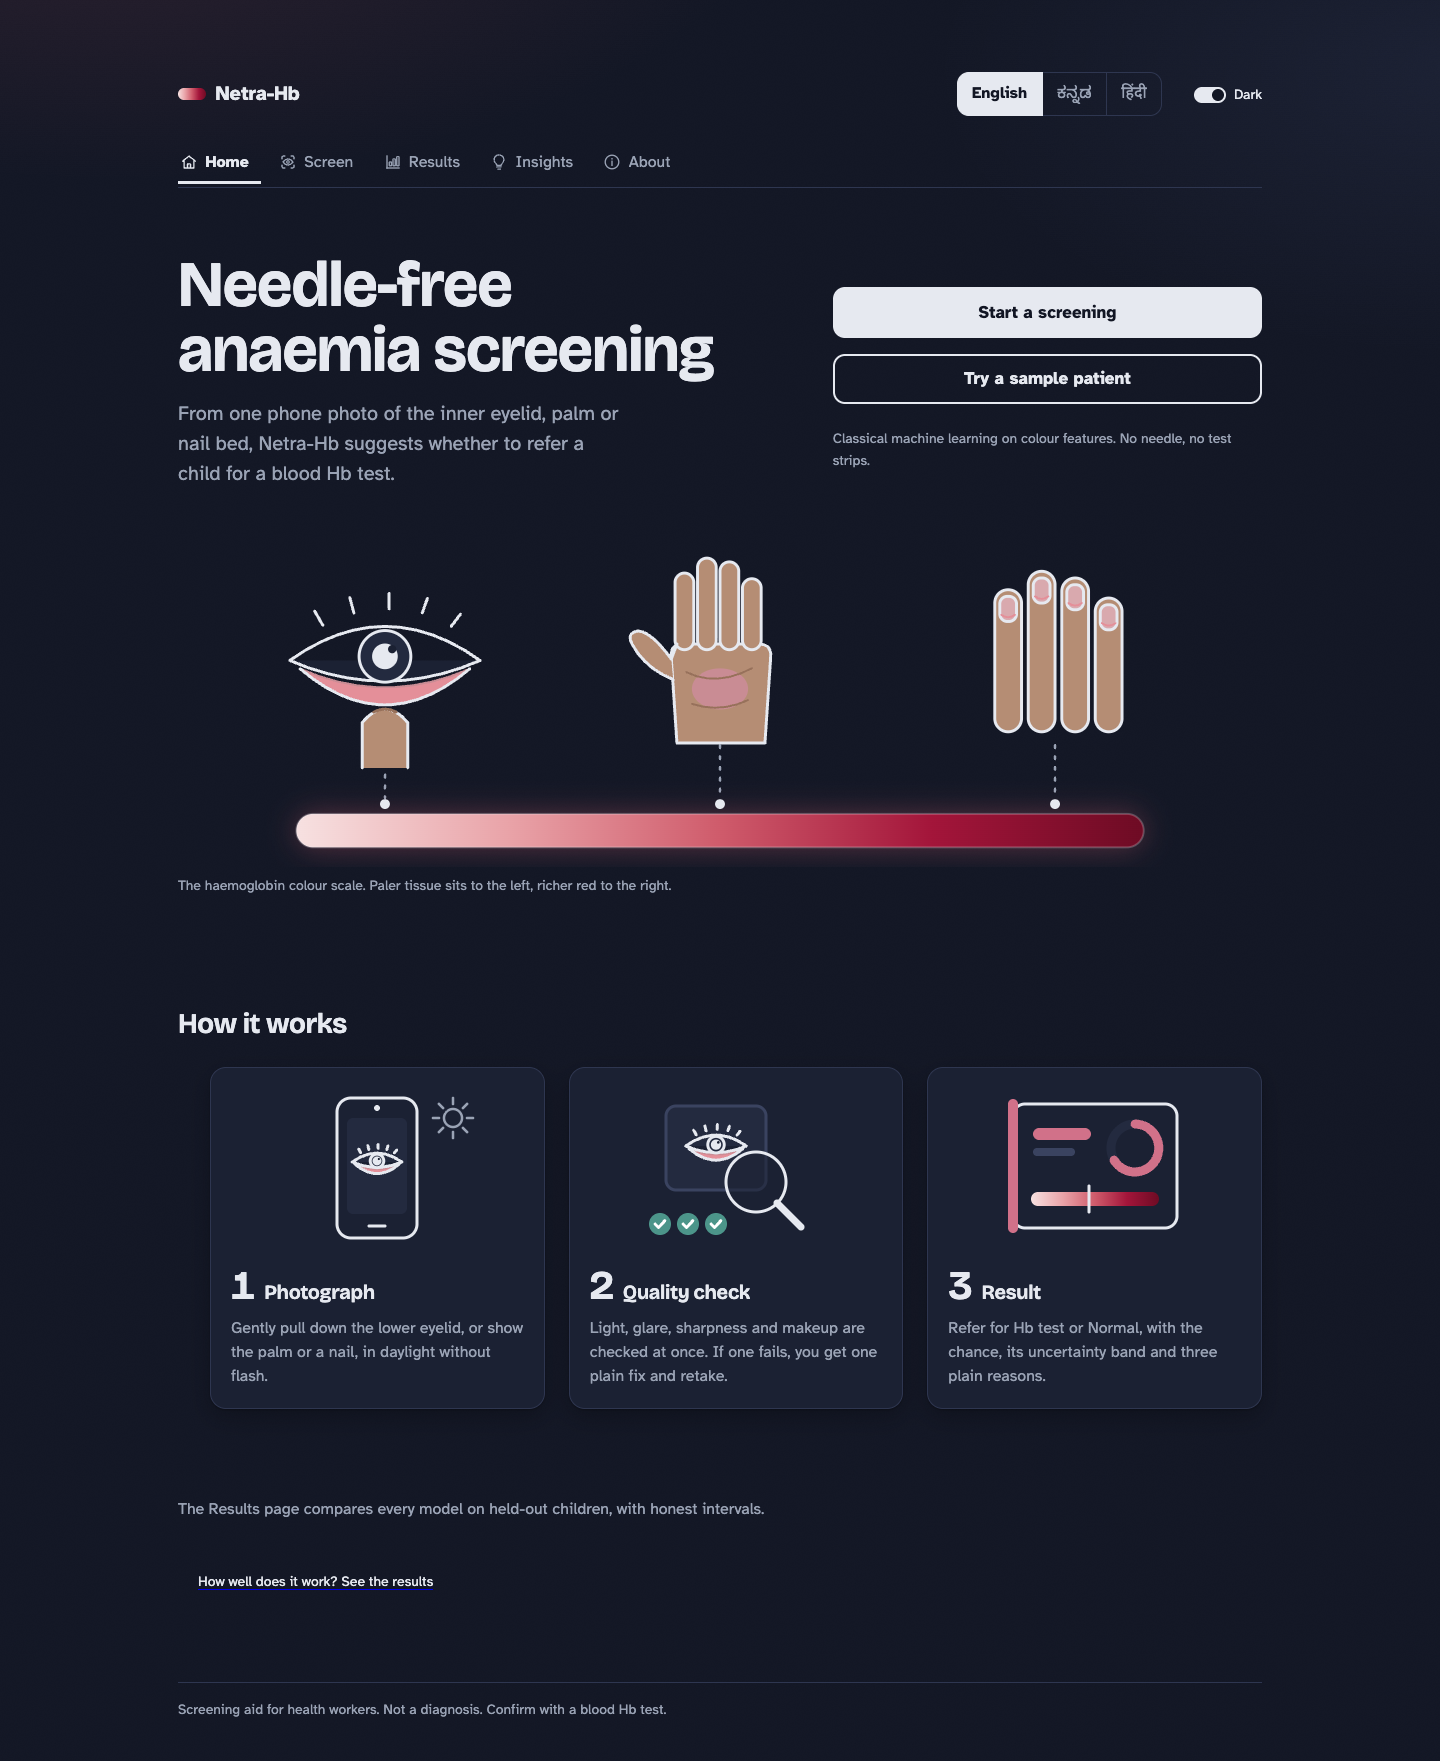 Netra-Hb
English
ಕನ್ನಡ
हिंदी
Dark
Home
Screen
Results
Insights
About
Needle-free
anaemia screening
From one phone photo of the inner eyelid, palm or
nail bed, Netra-Hb suggests whether to refer a
child for a blood Hb test.
Start a screening
Try a sample patient
Classical machine learning on colour features. No needle, no test
strips.
The haemoglobin colour scale. Paler tissue sits to the left, richer red to the right.
How it works
1 Photograph
Gently pull down the lower eyelid, or show
the palm or a nail, in daylight without
flash.
2 Quality check
Light, glare, sharpness and makeup are
checked at once. If one fails, you get one
plain fix and retake.
3 Result
Refer for Hb test or Normal, with the
chance, its uncertainty band and three
plain reasons.
The Results page compares every model on held-out children, with honest intervals.
How well does it work? See the results
Screening aid for health workers. Not a diagnosis. Confirm with a blood Hb test.